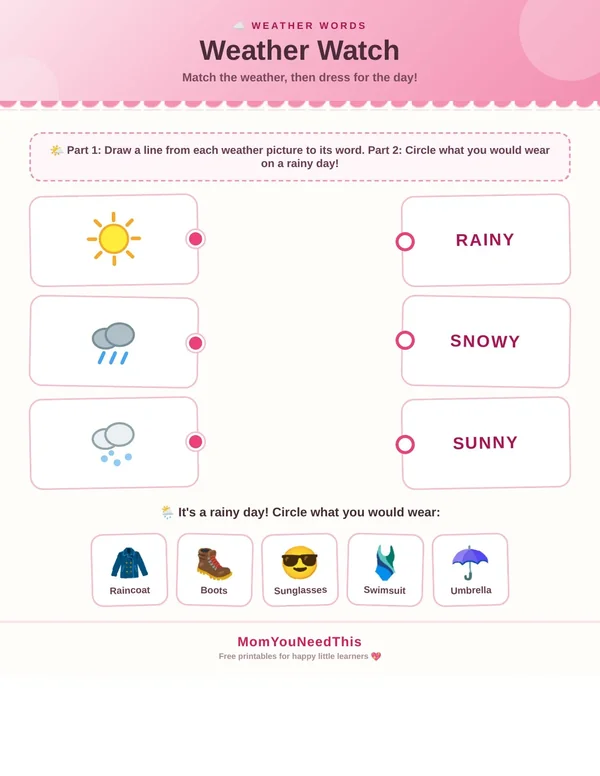 ☁️ WEATHER WORDS
Weather Watch
Match the weather, then dress for the day!
🌤️ Part 1: Draw a line from each weather picture to its word. Part 2: Circle what you would wear
on a rainy day!
RAINY
SNOWY
SUNNY
🌦️ It's a rainy day! Circle what you would wear:
Raincoat
Boots
Sunglasses
Swimsuit
Umbrella
MomYouNeedThis
Free printables for happy little learners 💖